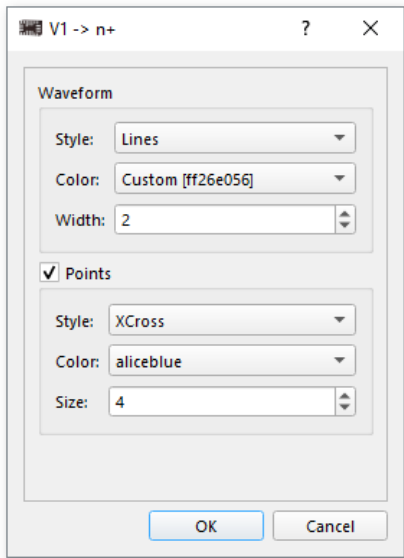 V1 -> n+ ?
Waveform
Style: Lines
Color: Custom [ff26e056]
Width: 2
Points
Style: XCross
Color: aliceblue
Size: 4
OK Cancel